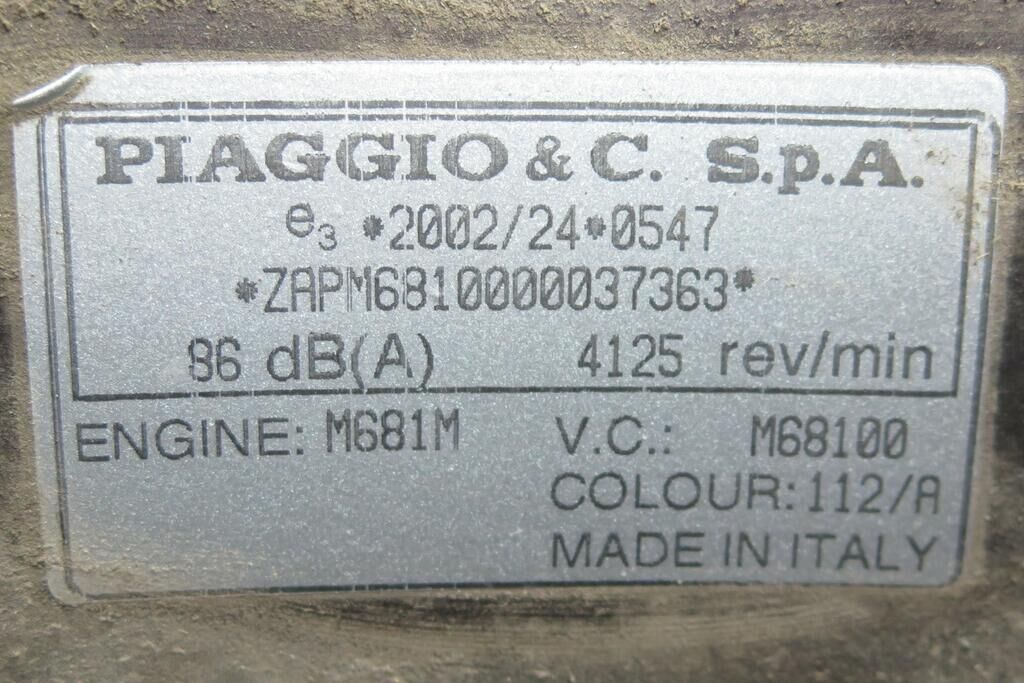 PIAGGIO & C. S.p.A.
e3 *2002/24*0547
*ZAPM6810000037363*
86 dB(A) 4125 rev/min
ENGINE: M681M V.C.: M68100
COLOUR: 112/A
MADE IN ITALY